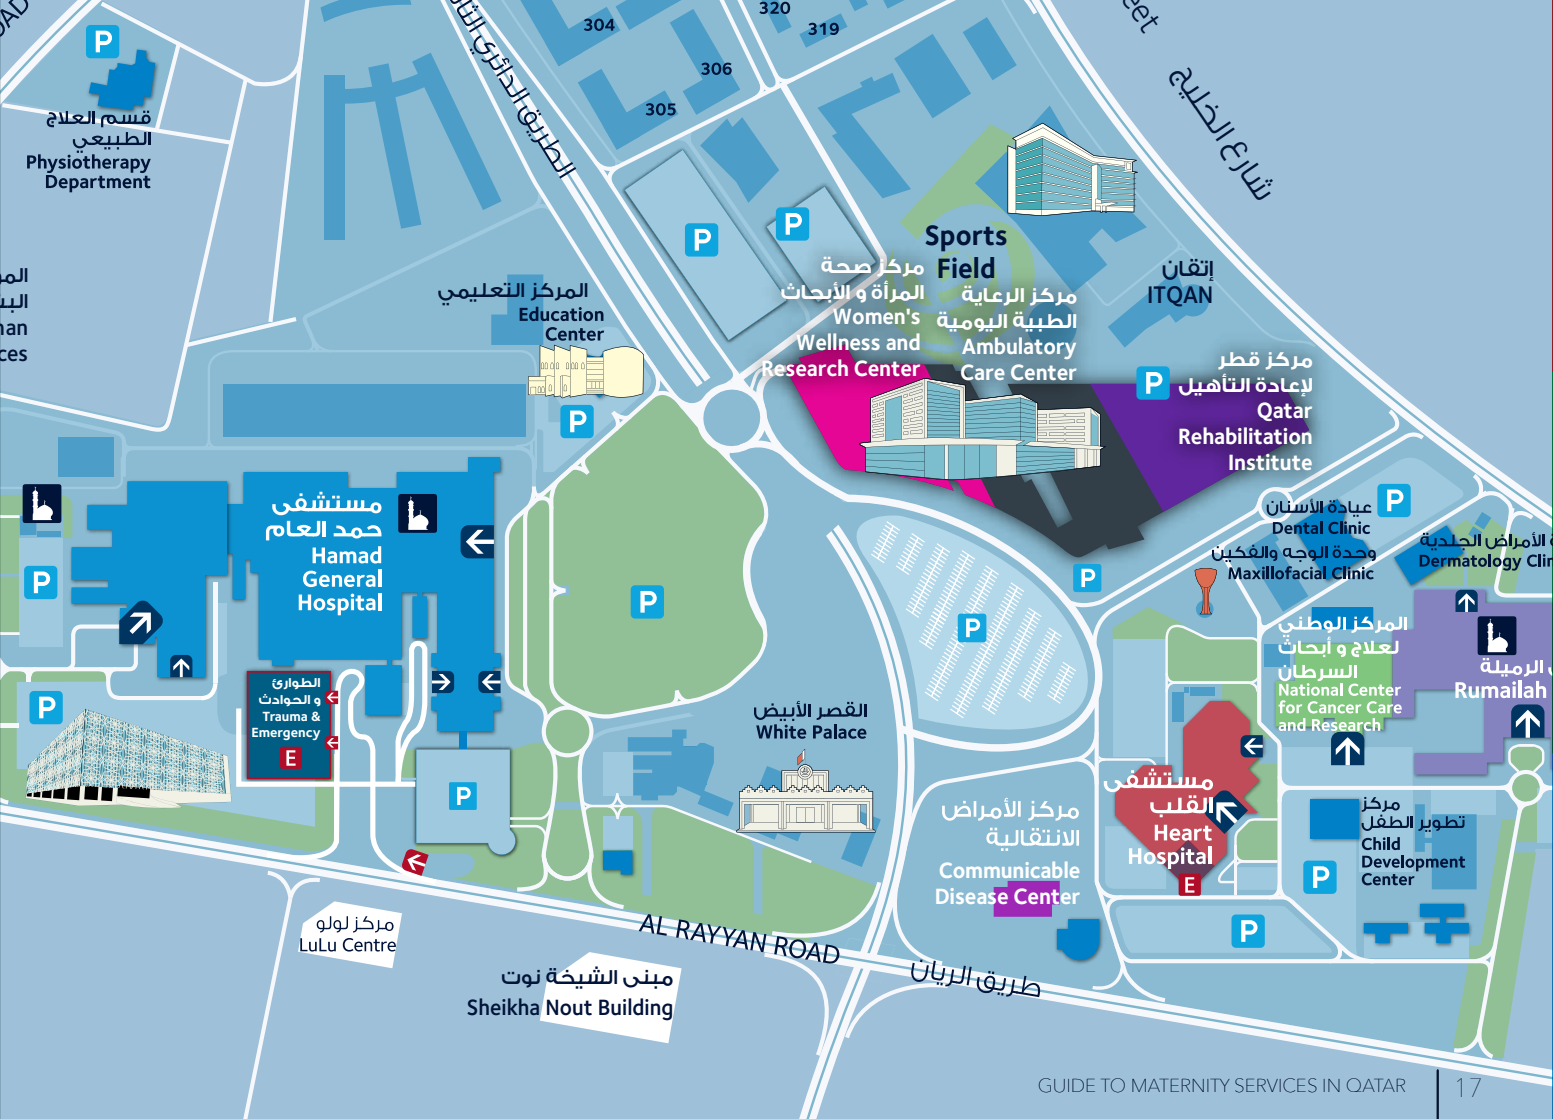 304
320
319
306
305
P
قسم العلاج
الطبيعي
Physiotherapy
Department
الطريق الدائري
شارع الخليج
P
P
Sports
Field
مركز صحة
المرأة و الأبحاث
Women's
Wellness and
Research Center
مركز الرعاية
الطبية اليومية
Ambulatory
Care Center
إتقان
ITQAN
المركز التعليمي
Education
Center
P
P
مركز قطر
لإعادة التأهيل
Qatar
Rehabilitation
Institute
مستشفى
حمد العام
Hamad
General
Hospital
P
P
P
P
P
P
عيادة الأسنان
Dental Clinic
وحدة الوجه والفكين
Maxillofacial Clinic
الأمراض الجلدية
Dermatology Clin
المركز الوطني
لعلاج و أبحاث
السرطان
National Center
for Cancer Care
and Research
الرميلة
Rumailah
الطوارئ
و الحوادث
Trauma &
Emergency
E
P
القصر الأبيض
White Palace
مستشفى
القلب
Heart
Hospital
E
مركز الأمراض
الانتقالية
Communicable
Disease Center
مركز
تطوير الطفل
Child
Development
Center
P
P
مركز لولو
LuLu Centre
AL RAYYAN ROAD
طريق الريان
مبنى الشيخة نوت
Sheikha Nout Building
GUIDE TO MATERNITY SERVICES IN QATAR
17